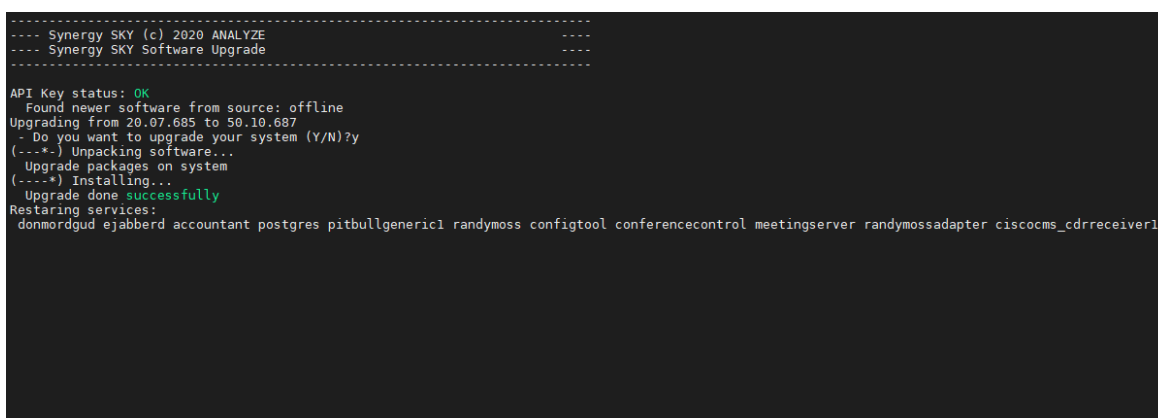 ---------------------------------------------------------------------------
---- Synergy SKY (c) 2020 ANALYZE ----
---- Synergy SKY Software Upgrade ----
---------------------------------------------------------------------------
API Key status: OK
Found newer software from source: offline
Upgrading from 20.07.685 to 50.10.687
- Do you want to upgrade your system (Y/N)?y
(---*-) Unpacking software...
Upgrade packages on system
(----*) Installing...
Upgrade done successfully
Restaring services:
donmordgud ejabberd accountant postgres pitbullgeneric1 randymoss configtool conferencecontrol meetingserver randymossadapter ciscocms_cdrreceiver1